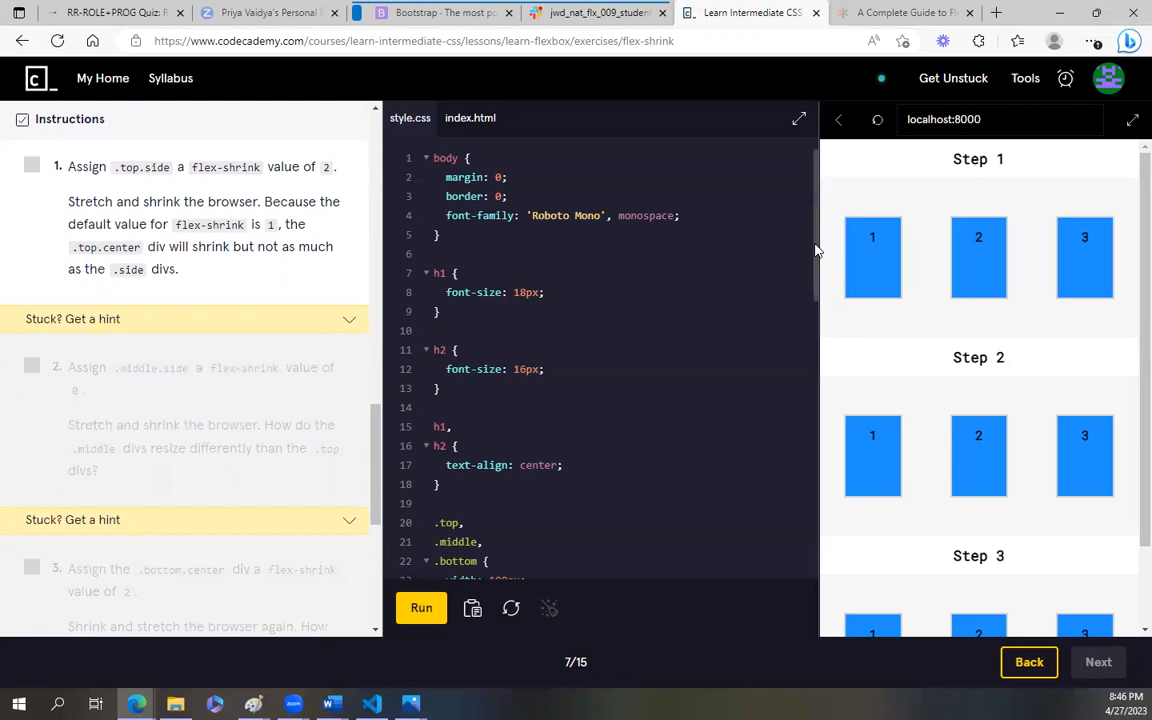 RR-ROLE+PROG Quiz: R
Priya Vaidya's Personal
Bootstrap · The most po
jwd_nat_flx_009_student
Learn Intermediate CSS
A Complete Guide to Fle
https://www.codecademy.com/courses/learn-intermediate-css/lessons/learn-flexbox/exercises/flex-shrink
c_
My Home
Syllabus
Get Unstuck
Tools
Instructions
1. Assign .top.side a flex-shrink value of 2.
Stretch and shrink the browser. Because the
default value for flex-shrink is 1, the
.top.center div will shrink but not as much
as the .side divs.
Stuck? Get a hint
2. Assign .middle.side a flex-shrink value of
0.
Stretch and shrink the browser. How do the
.middle divs resize differently than the .top
divs?
Stuck? Get a hint
3. Assign the .bottom.center div a flex-shrink
value of 2.
Shrink and stretch the browser again. How
style.css
index.html
1 body {
2 margin: 0;
3 border: 0;
4 font-family: 'Roboto Mono', monospace;
5 }
6
7 h1 {
8 font-size: 18px;
9 }
10
11 h2 {
12 font-size: 16px;
13 }
14
15 h1,
16 h2 {
17 text-align: center;
18 }
19
20 .top,
21 .middle,
22 .bottom {
Run
localhost:8000
Step 1
1 2 3
Step 2
1 2 3
Step 3
1 2 3
7/15
Back
Next
8:46 PM
4/27/2023